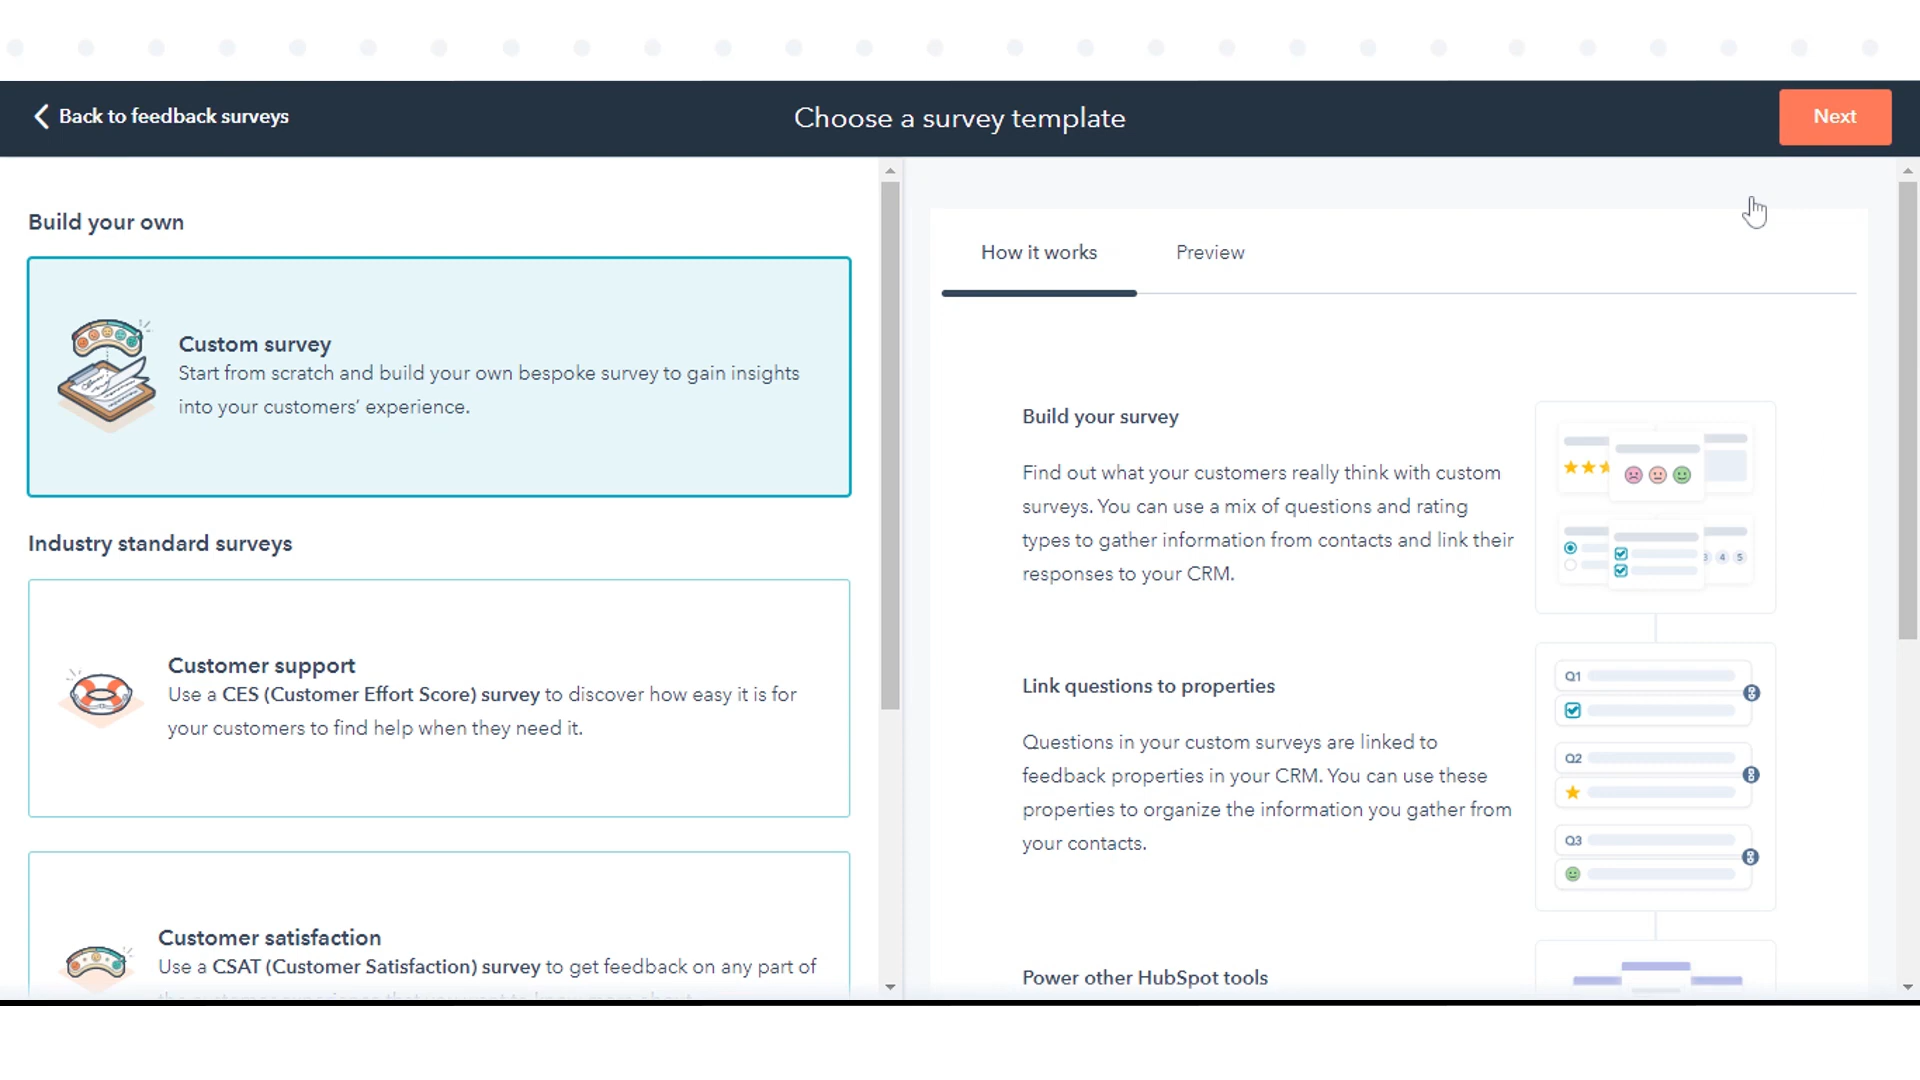 Back to feedback surveys
Choose a survey template
Next
Build your own
Custom survey
Start from scratch and build your own bespoke survey to gain insights
into your customers’ experience.
Industry standard surveys
Customer support
Use a CES (Customer Effort Score) survey to discover how easy it is for
your customers to find help when they need it.
Customer satisfaction
Use a CSAT (Customer Satisfaction) survey to get feedback on any part of
How it works
Preview
Build your survey
Find out what your customers really think with custom
surveys. You can use a mix of questions and rating
types to gather information from contacts and link their
responses to your CRM.
3 4 5
Link questions to properties
Questions in your custom surveys are linked to
feedback properties in your CRM. You can use these
properties to organize the information you gather from
your contacts.
Q1
Q2
Q3
Power other HubSpot tools